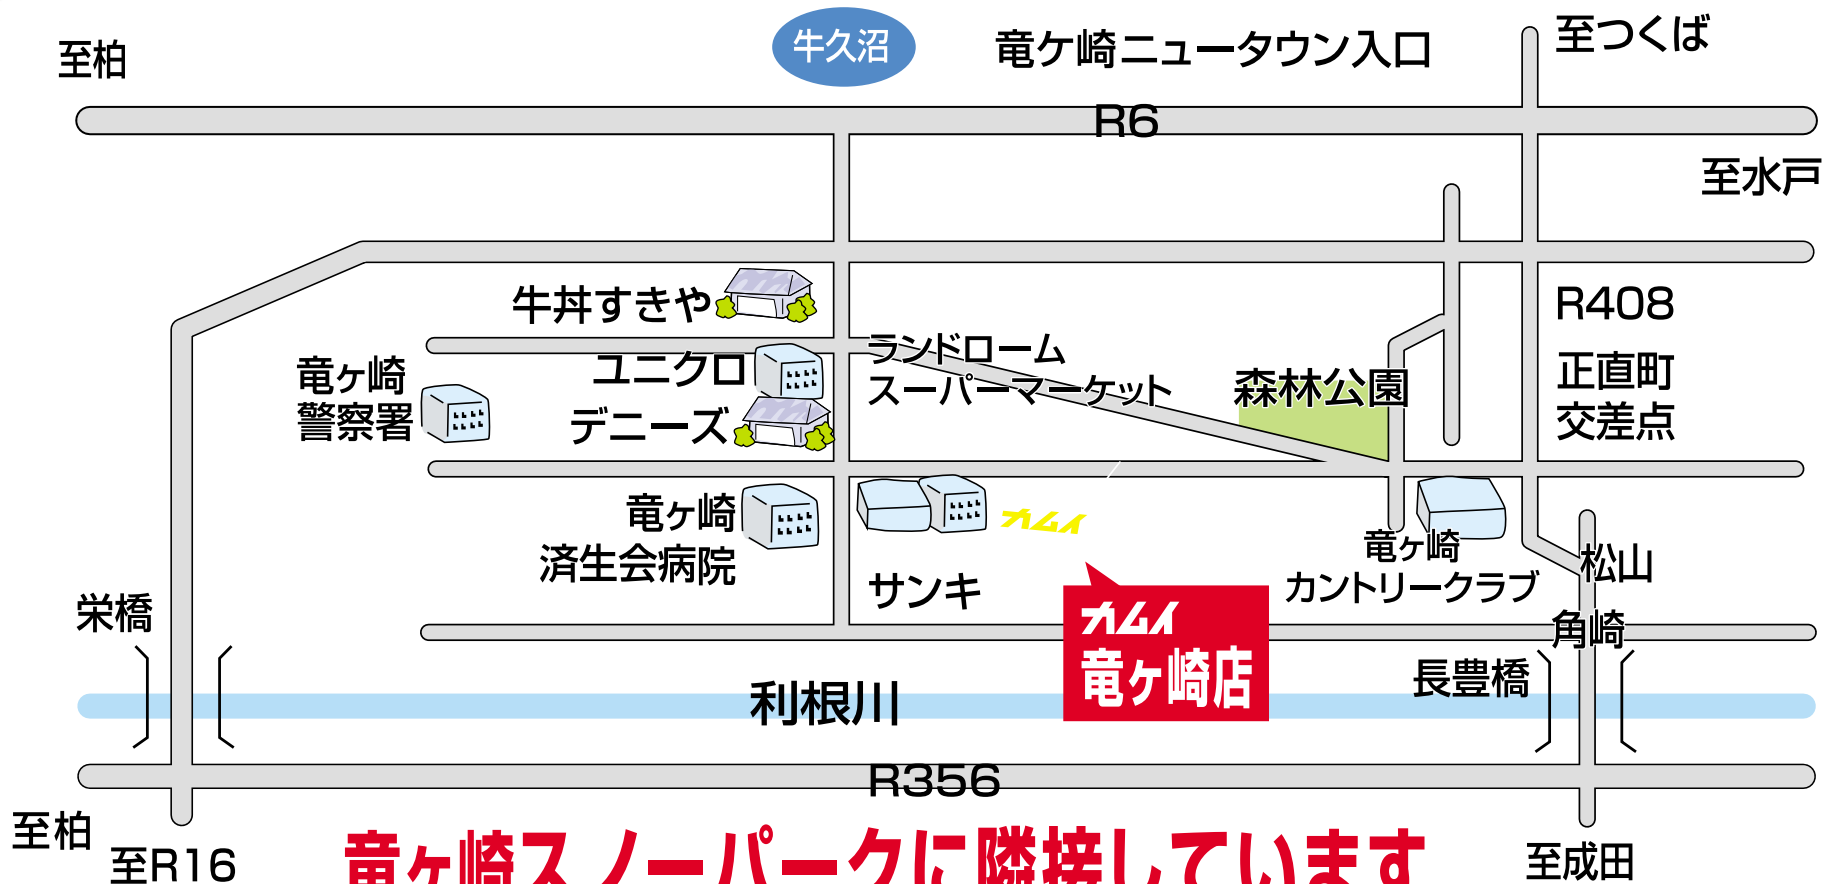 至柏
牛久沼
竜ケ崎ニュータウン入口
至つくば
R6
至水戸
牛丼すきや
R408
ユニクロ
ランドローム
スーパーマーケット
竜ヶ崎
警察署
デニーズ
森林公園
正直町
交差点
竜ヶ崎
済生会病院
カムイ
サンキ
竜ヶ崎
カントリークラブ
松山
角崎
栄橋
カムイ
竜ヶ崎店
長豊橋
利根川
R356
至柏
至R16
竜ヶ崎スノーパークに隣接しています
至成田